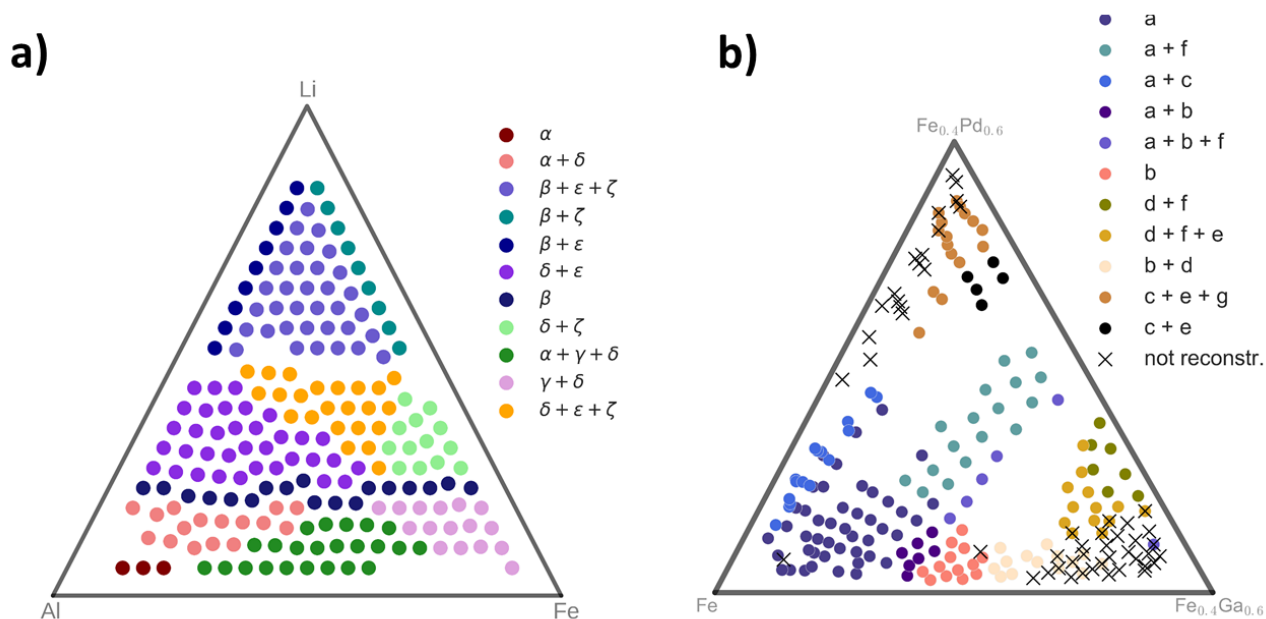 a)
Li
α
α + δ
β + ε + ζ
β + ζ
β + ε
δ + ε
β
δ + ζ
α + γ + δ
γ + δ
δ + ε + ζ
Al
Fe
b)
a
a + f
a + c
a + b
a + b + f
b
d + f
d + f + e
b + d
c + e + g
c + e
not reconstr.
Fe₀.₄Pd₀.₆
Fe
Fe₀.₄Ga₀.₆